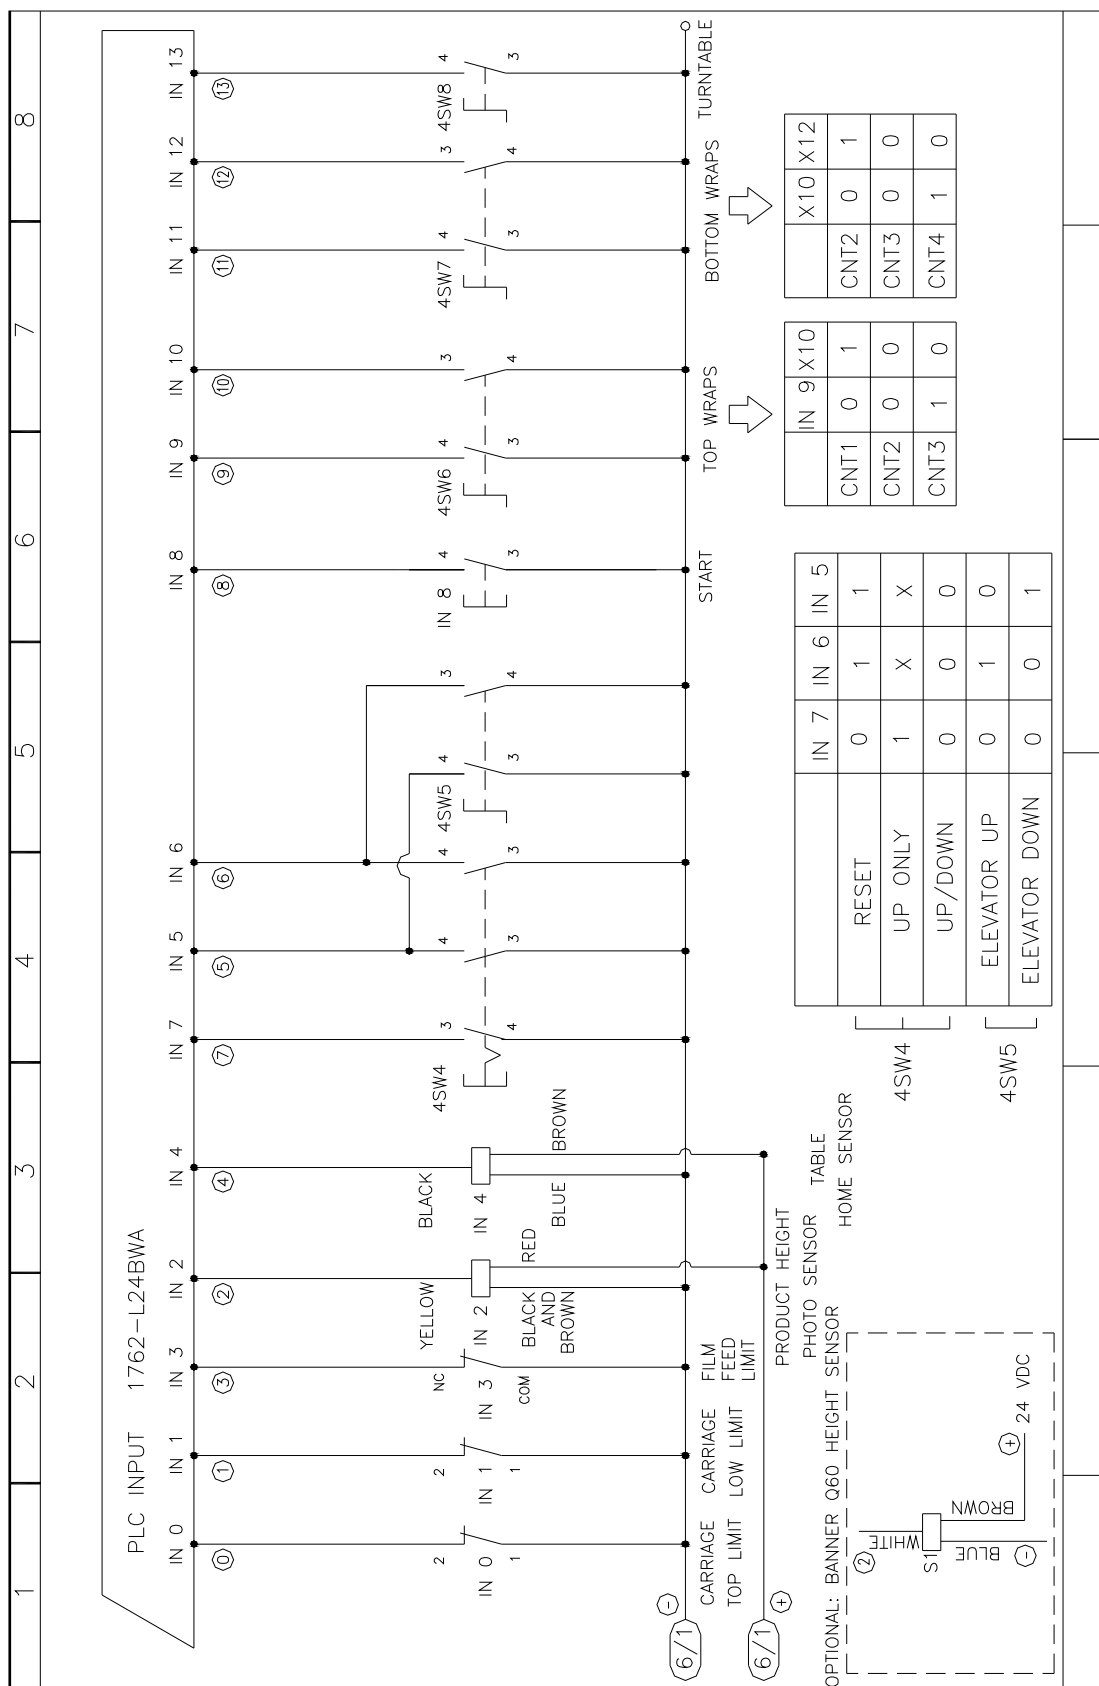 1 2 3 4 5 6 7 8
PLC INPUT 1762-L24BWA
IN 0 IN 1 IN 3 IN 2 IN 4 IN 7 IN 5 IN 6 IN 8 IN 9 IN 10 IN 11 IN 12 IN 13
0 1 3 2 4 7 5 6 8 9 10 11 12 13
2 2 NC YELLOW BLACK 4SW4 3 4 4 4SW5 4 3 4 4SW6 4 3 4SW7 4 3 4SW8 4
IN 0 IN 1 IN 3 IN 2 IN 4 IN 8
1 1 COM
BLACK
AND
BROWN
RED
BLUE
BROWN
4 3 3 3 4 3 3 4 3 4 3
6/1 -
CARRIAGE
TOP LIMIT
CARRIAGE
LOW LIMIT
FILM
FEED
LIMIT
START
TOP WRAPS
BOTTOM WRAPS
TURNTABLE
6/1 +
PRODUCT HEIGHT
PHOTO SENSOR
TABLE
HOME SENSOR
IN 7 IN 6 IN 5
4SW4
RESET 0 1 1
UP ONLY 1 X X
UP/DOWN 0 0 0
4SW5
ELEVATOR UP 0 1 0
ELEVATOR DOWN 0 0 1
IN 9 X10
CNT1 0 1
CNT2 0 0
CNT3 1 0
X10 X12
CNT2 0 1
CNT3 0 0
CNT4 1 0
OPTIONAL: BANNER Q60 HEIGHT SENSOR
2
WHITE
S1
BROWN
BLUE
-
+
24 VDC